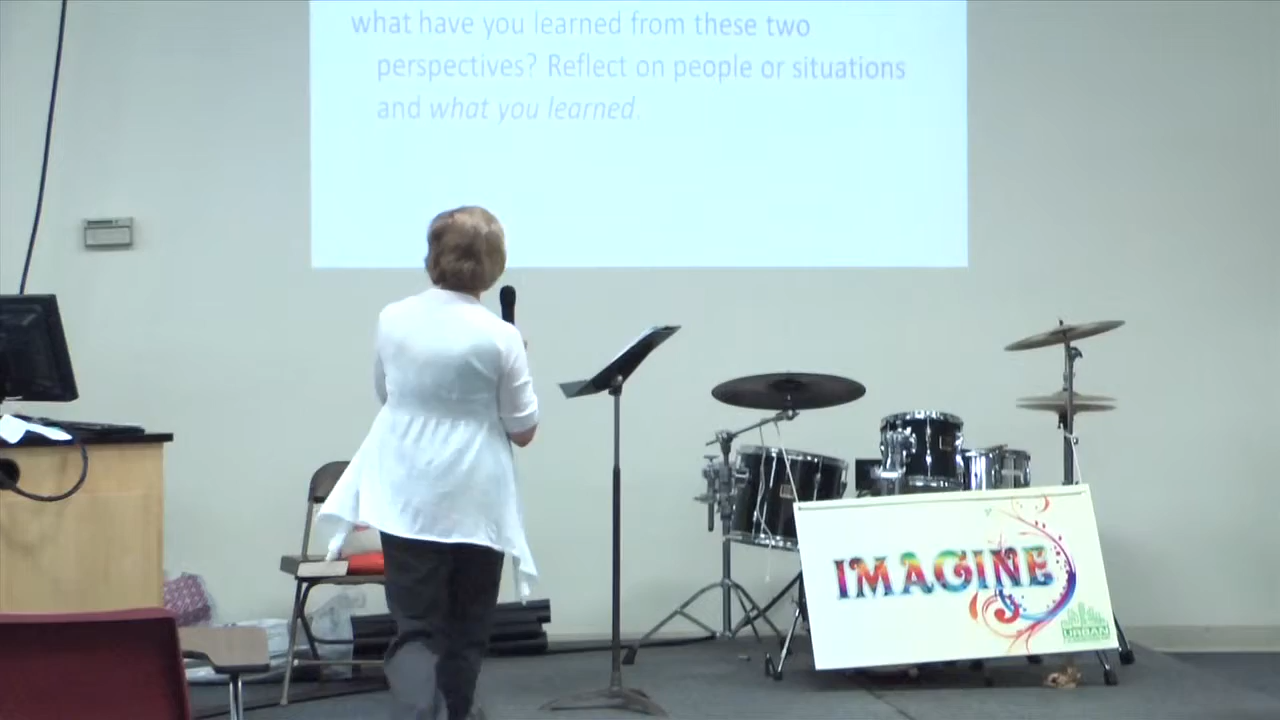 what have you learned from these two
perspectives? Reflect on people or situations
and what you learned.
IMAGINE
URBAN